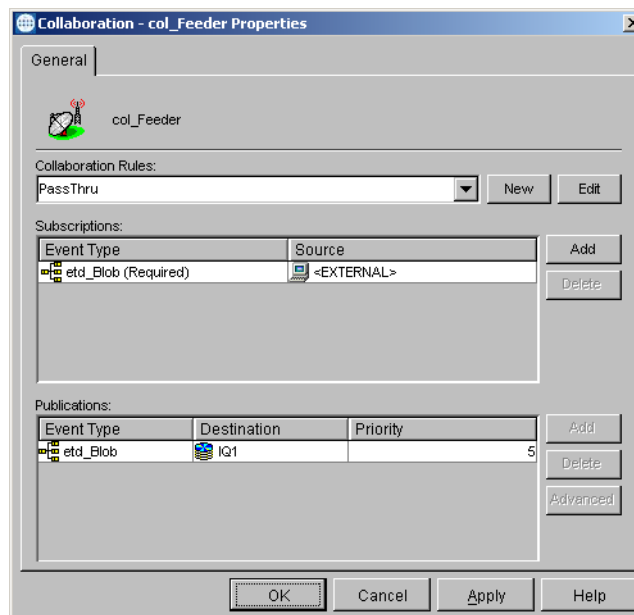 Collaboration - col_Feeder Properties
General
col_Feeder
Collaboration Rules:
PassThru
New
Edit
Subscriptions:
Event Type Source
etd_Blob (Required) <EXTERNAL>
Add
Delete
Publications:
Event Type Destination Priority
etd_Blob IQ1 5
Add
Delete
Advanced
OK Cancel Apply Help